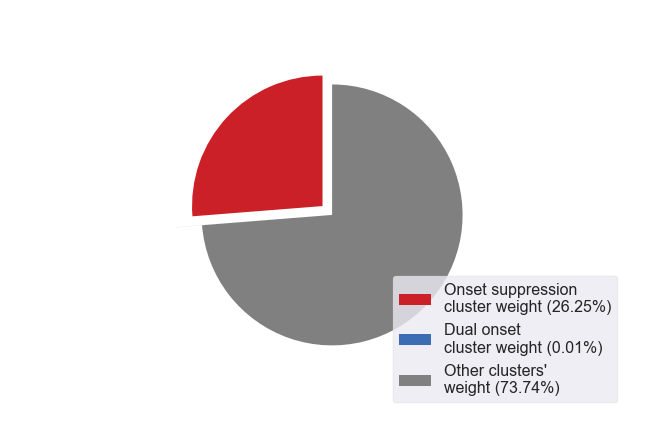 Onset suppression
cluster weight (26.25%)
Dual onset
cluster weight (0.01%)
Other clusters'
weight (73.74%)